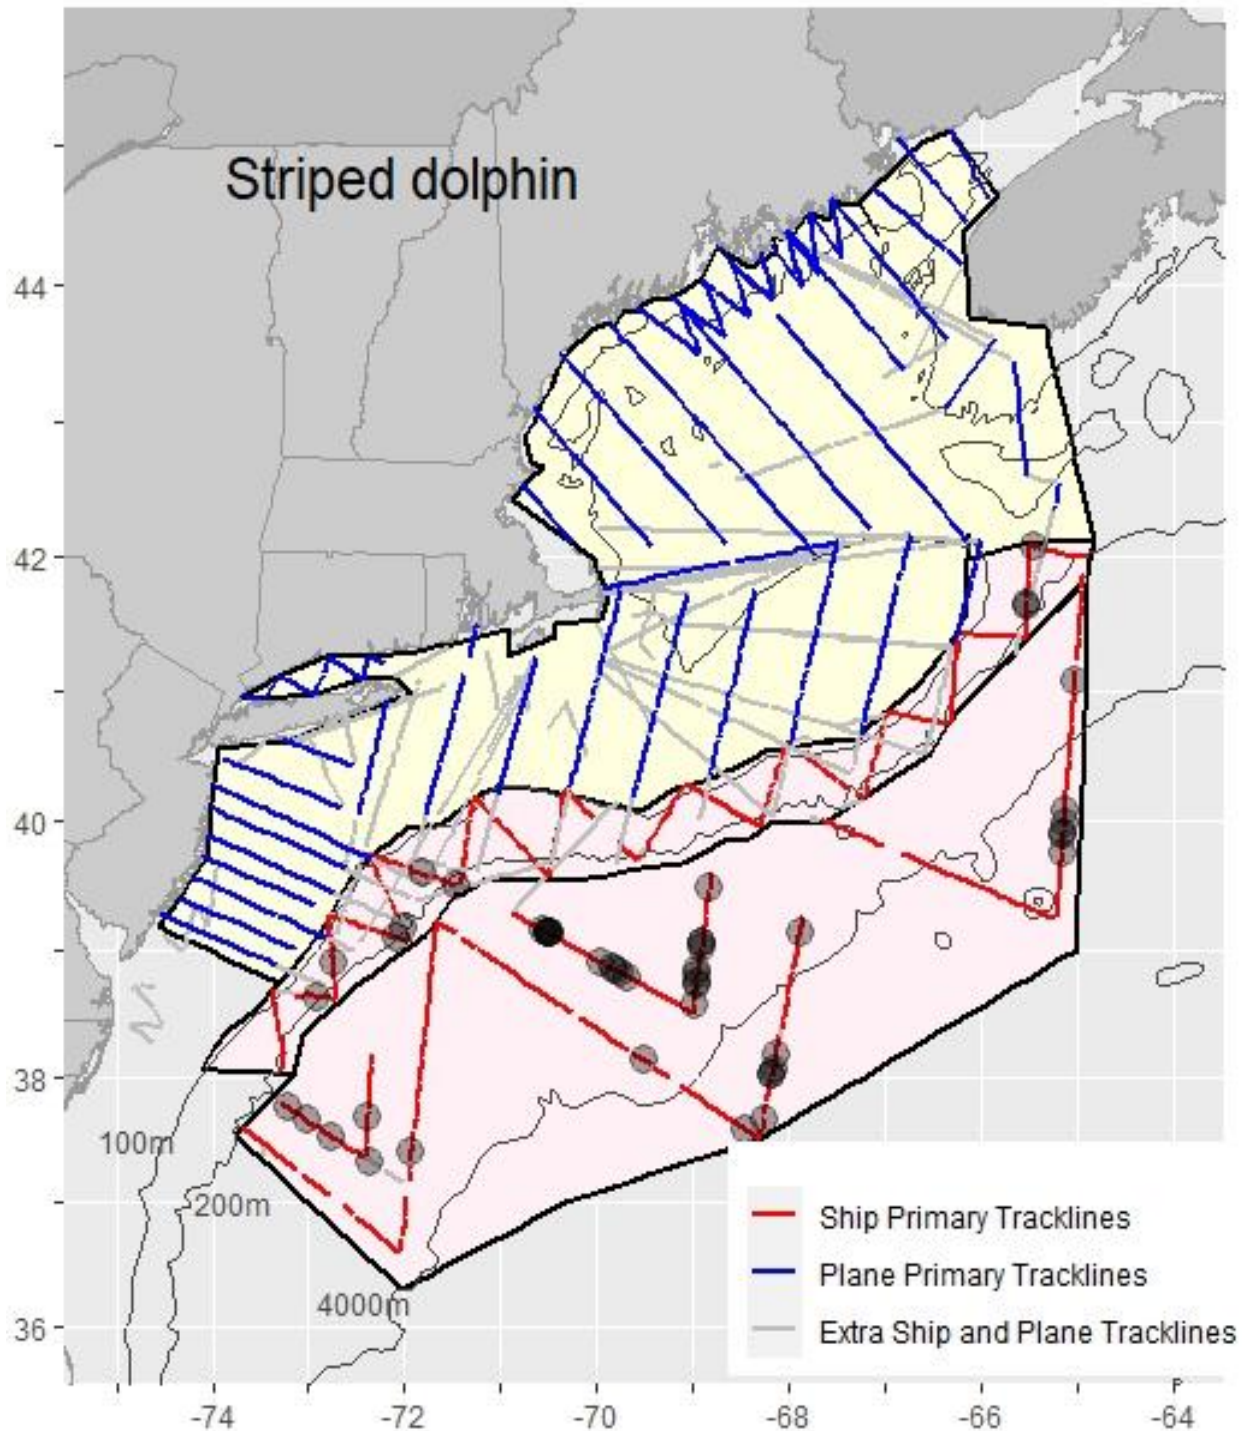 Striped dolphin
44
42
40
38
36
100m
200m
4000m
Ship Primary Tracklines
Plane Primary Tracklines
Extra Ship and Plane Tracklines
-74
-72
-70
-68
-66
-64